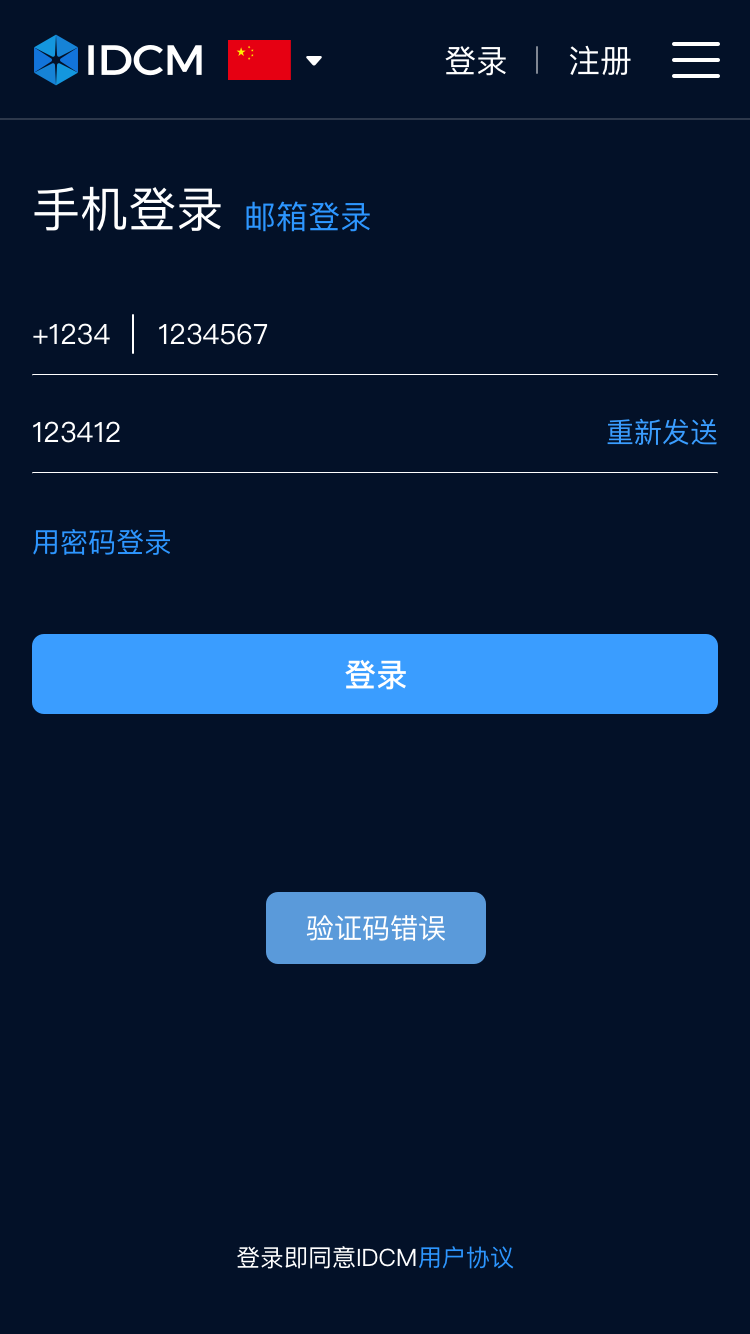 IDCM 登录 注册
手机登录 邮箱登录
+1234 1234567
123412 重新发送
用密码登录
登录
验证码错误
登录即同意IDCM用户协议